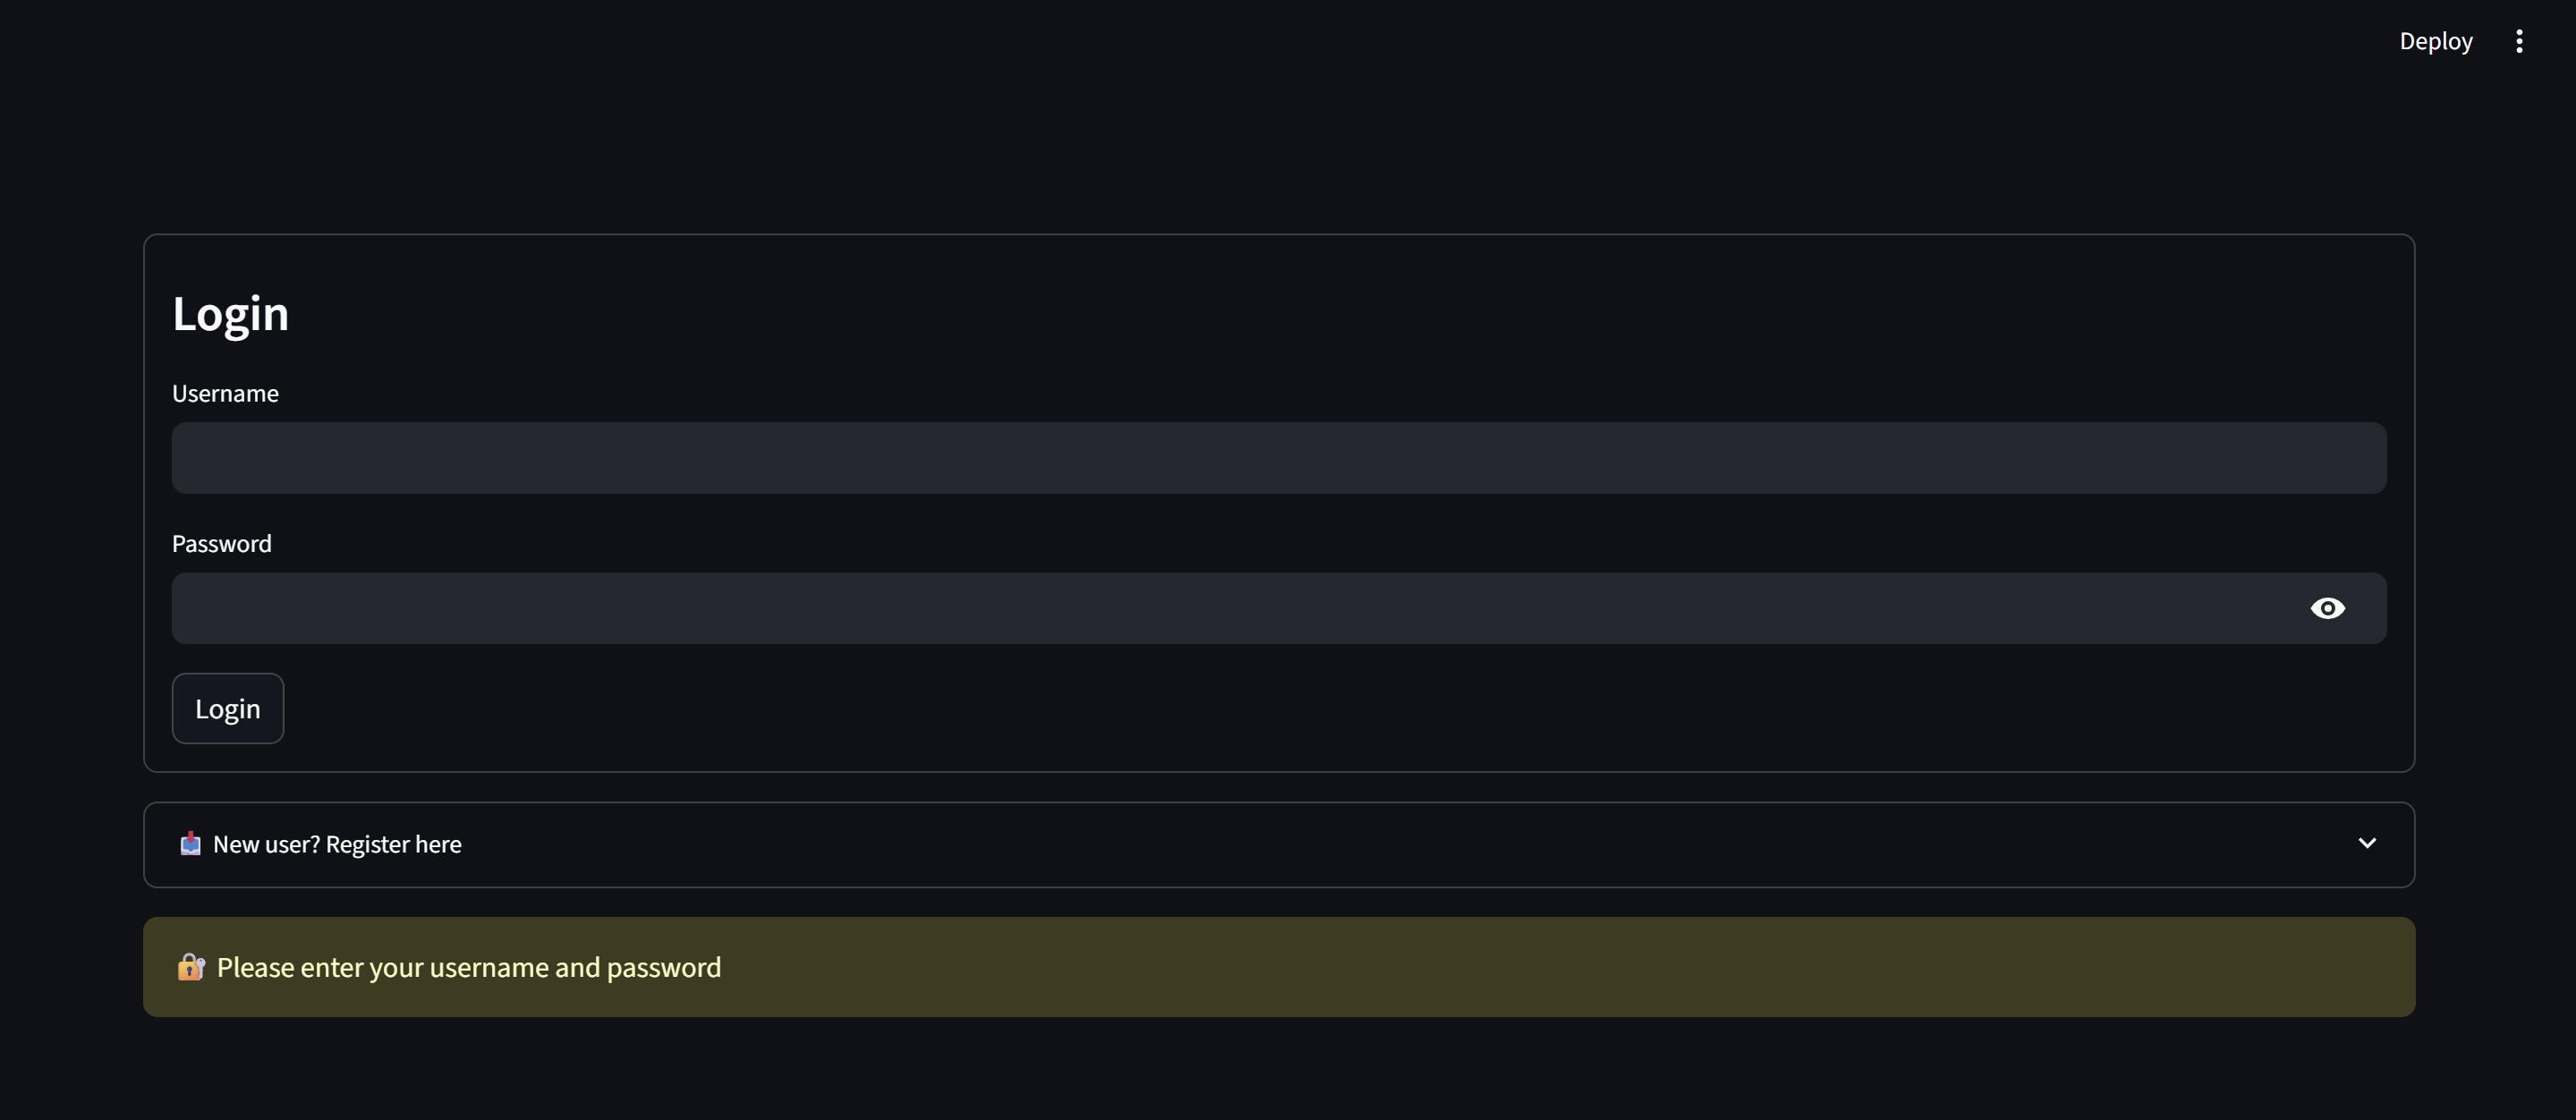 Deploy
Login
Username
Password
Login
📩 New user? Register here
🔐 Please enter your username and password